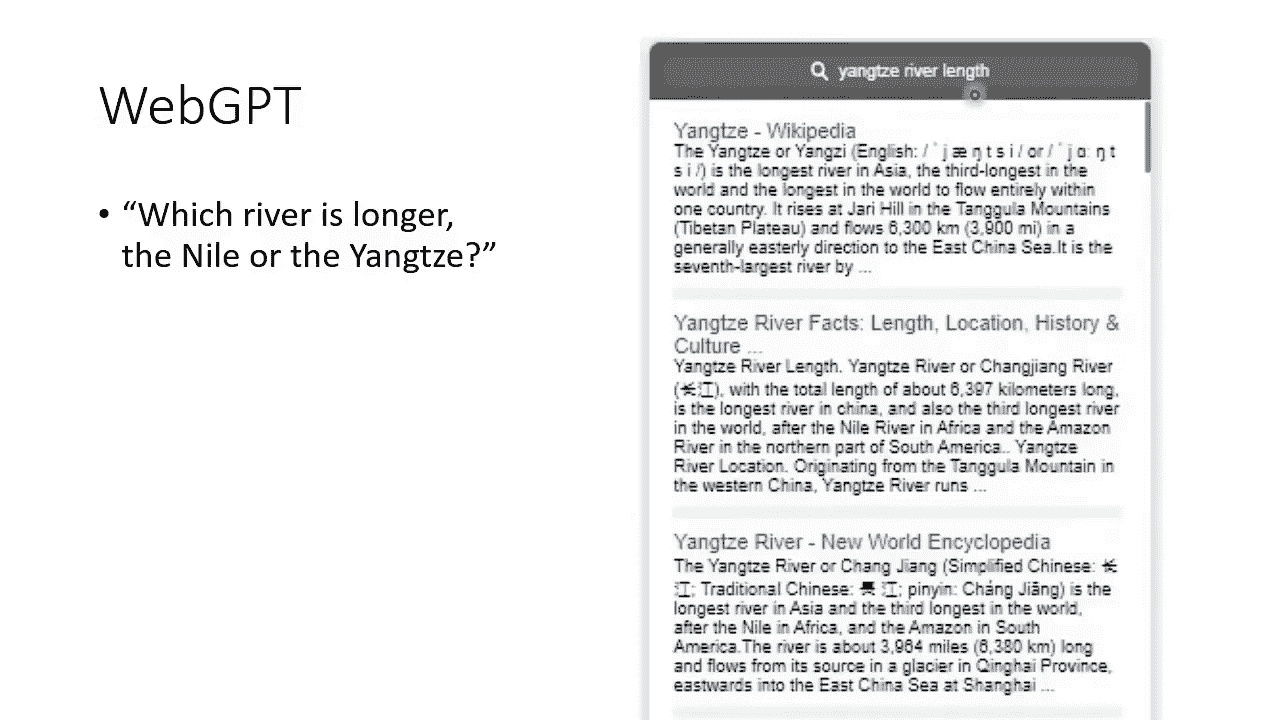 WebGPT
• “Which river is longer,
the Nile or the Yangtze?”
yangtze river length
Yangtze - Wikipedia
The Yangtze or Yangzi (English: / ˈ j æ ŋ t s i / or / ˈ j ɑː ŋ t
s i /) is the longest river in Asia, the third-longest in the
world and the longest in the world to flow entirely within
one country. It rises at Jari Hill in the Tanggula Mountains
(Tibetan Plateau) and flows 6,300 km (3,900 mi) in a
generally easterly direction to the East China Sea.It is the
seventh-largest river by ...
Yangtze River Facts: Length, Location, History &
Culture ...
Yangtze River Length. Yangtze River or Changjiang River
(长江), with the total length of about 6,397 kilometers long,
is the longest river in china, and also the third longest river
in the world, after the Nile River in Africa and the Amazon
River in the northern part of South America.. Yangtze
River Location. Originating from the Tanggula Mountain in
the western China, Yangtze River runs ...
Yangtze River - New World Encyclopedia
The Yangtze River or Chang Jiang (Simplified Chinese: 长
江; Traditional Chinese: 長 江; pinyin: Cháng Jiāng) is the
longest river in Asia and the third longest in the world,
after the Nile in Africa, and the Amazon in South
America.The river is about 3,964 miles (6,380 km) long
and flows from its source in a glacier in Qinghai Province,
eastwards into the East China Sea at Shanghai ...